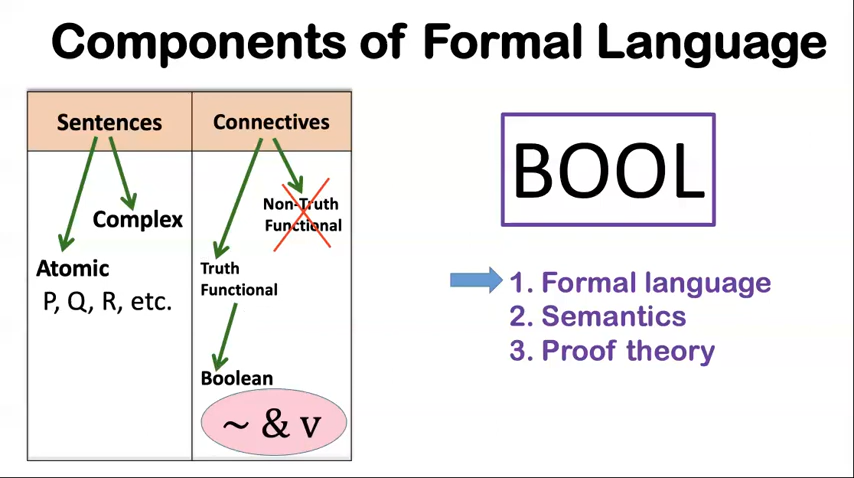 Components of Formal Language
Sentences
Connectives
Complex
Atomic
P, Q, R, etc.
Non-Truth
Functional
Truth
Functional
Boolean
~ & v
BOOL
1. Formal language
2. Semantics
3. Proof theory